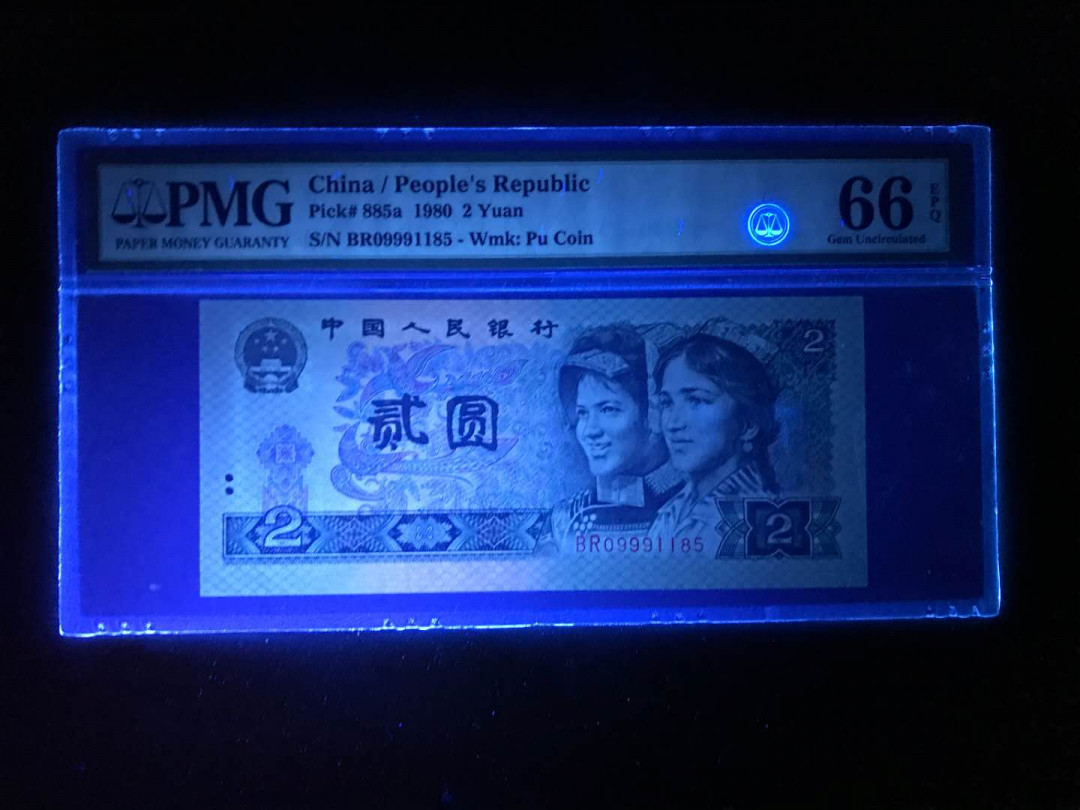 PMG
PAPER MONEY GUARANTY
China / People's Republic
Pick# 885a 1980 2 Yuan
S/N BR09991185 - Wmk: Pu Coin
66
EPQ
Gem Uncirculated
中国人民银行
2
贰圆
2
BR09991185
2